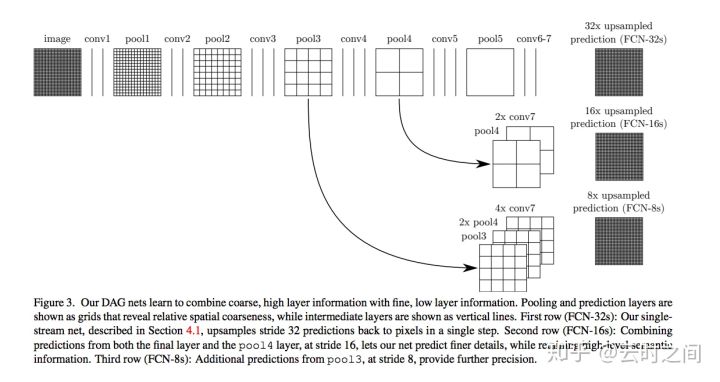 32x upsampled
image conv1 pool1 conv2 pool2 conv3 pool3 conv4 pool4 conv5 pool5 conv6-7 prediction (FCN-32s)
16x upsampled
2x conv7 prediction (FCN-16s)
pool4
8x upsampled
4x conv7 prediction (FCN-8s)
2x pool4
pool3
Figure 3. Our DAG nets learn to combine coarse, high layer information with fine, low layer information. Pooling and prediction layers are
shown as grids that reveal relative spatial coarseness, while intermediate layers are shown as vertical lines. First row (FCN-32s): Our single-
stream net, described in Section 4.1, upsamples stride 32 predictions back to pixels in a single step. Second row (FCN-16s): Combining
predictions from both the final layer and the pool4 layer, at stride 16, lets our net predict finer details, while retaining high-level semantic
information. Third row (FCN-8s): Additional predictions from pool3, at stride 8, provide further precision.
知乎 @云时之间